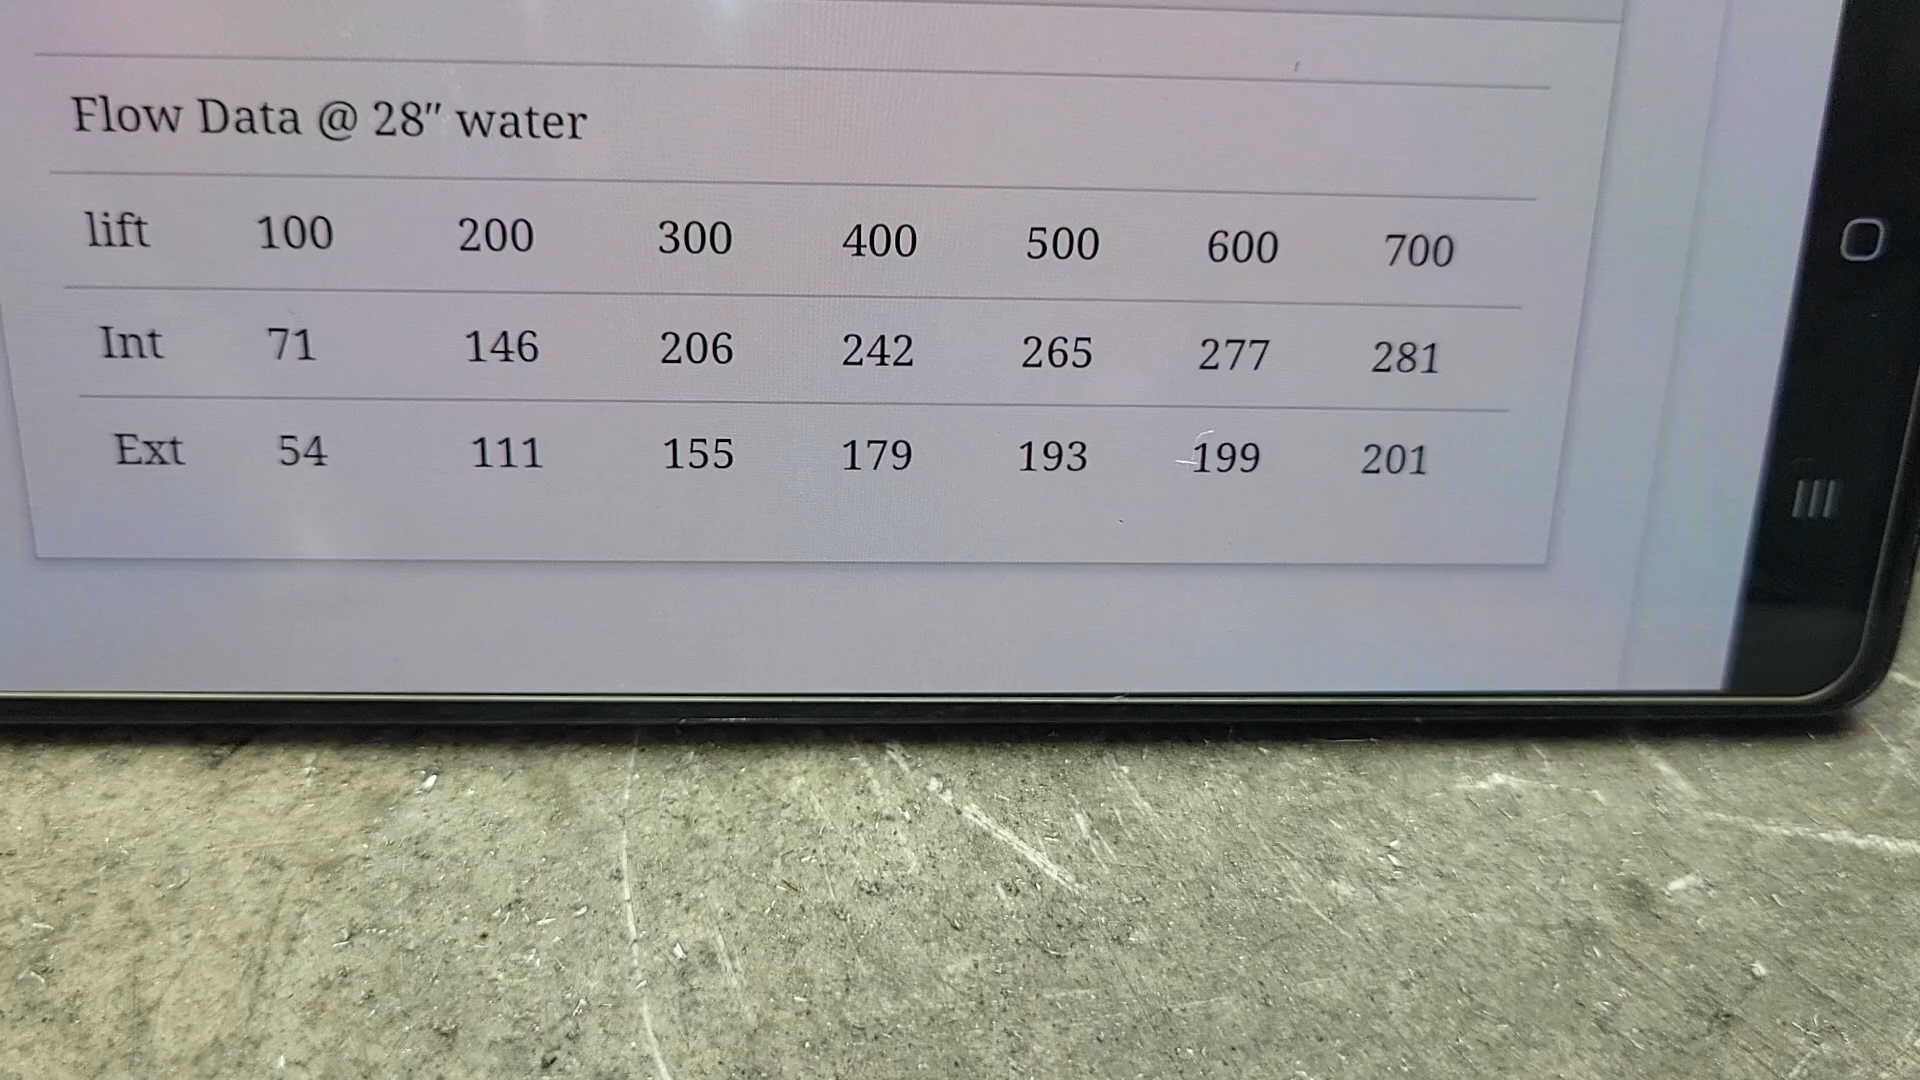 Flow Data @ 28″ water
lift 100 200 300 400 500 600 700
Int 71 146 206 242 265 277 281
Ext 54 111 155 179 193 199 201